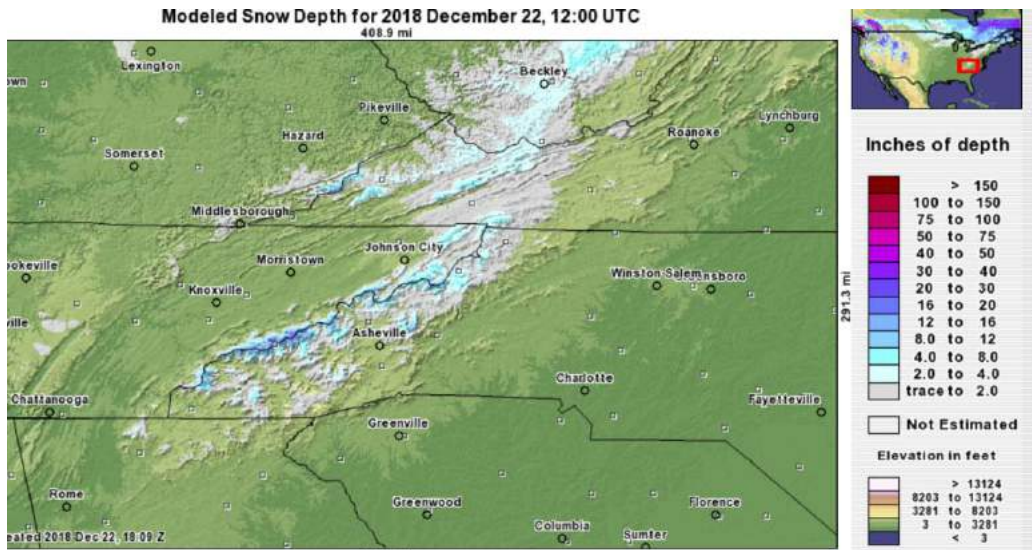 Modeled Snow Depth for 2018 December 22, 12:00 UTC
408.9 mi
Lexington
Beckley
own
Pikeville
Lynchburg
Hazard
Roanoke
Somerset
Middlesborough
Johnson City
ookeville
Morristown
Winston Salem
Knoxville
291.3 mi
ville
Asheville
Charlotte
Chattanooga
Fayetteville
Greenville
Rome
Greenwood
Florence
Columbia
eated 2018 Dec 22, 18:09 Z
Sumter
Inches of depth
> 150
100 to 150
75 to 100
50 to 75
40 to 50
30 to 40
20 to 30
16 to 20
12 to 16
8.0 to 12
4.0 to 8.0
2.0 to 4.0
trace to 2.0
Not Estimated
Elevation in feet
> 13124
8203 to 13124
3281 to 8203
3 to 3281
< 3